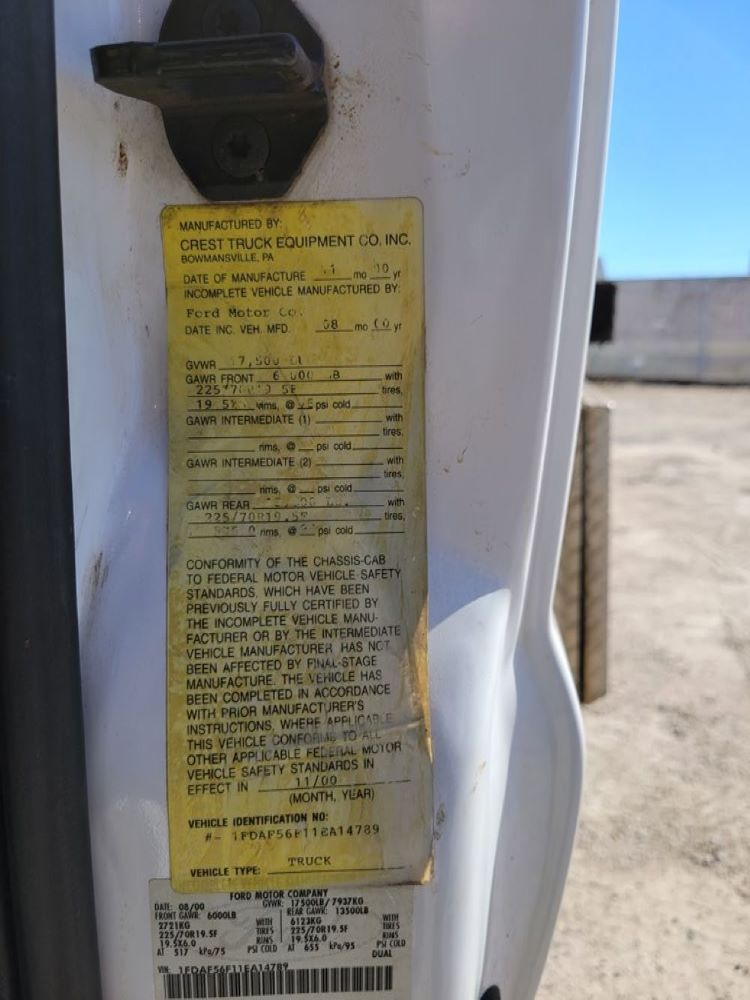 MANUFACTURED BY:
CREST TRUCK EQUIPMENT CO. INC.
BOWMANSVILLE, PA
DATE OF MANUFACTURE mo yr
INCOMPLETE VEHICLE MANUFACTURED BY:
Ford Motor Co.
DATE INC. VEH. MFD. 08 mo yr
GVWR
GAWR FRONT with
tires,
rims, @ psi cold.
GAWR INTERMEDIATE (1) with
tires,
rims, @ psi cold.
GAWR INTERMEDIATE (2) with
tires,
rims, @ psi cold.
GAWR REAR with
225/70R19.5F tires,
rims, @ psi cold.
CONFORMITY OF THE CHASSIS-CAB
TO FEDERAL MOTOR VEHICLE SAFETY
STANDARDS. WHICH HAVE BEEN
PREVIOUSLY FULLY CERTIFIED BY
THE INCOMPLETE VEHICLE MANU-
FACTURER OR BY THE INTERMEDIATE
VEHICLE MANUFACTURER HAS NOT
BEEN AFFECTED BY FINAL-STAGE
MANUFACTURE. THE VEHICLE HAS
BEEN COMPLETED IN ACCORDANCE
WITH PRIOR MANUFACTURER'S
INSTRUCTIONS, WHERE APPLICABLE
THIS VEHICLE CONFORMS TO ALL
OTHER APPLICABLE FEDERAL MOTOR
VEHICLE SAFETY STANDARDS IN
EFFECT IN 11/00
(MONTH, YEAR)
VEHICLE IDENTIFICATION NO:
#- 1FDAF56F11EA14789
VEHICLE TYPE: TRUCK
FORD MOTOR COMPANY
DATE: 08/00 GVWR: 17500LB/ 7937KG
FRONT GAWR: 6000LB REAR GAWR: 13500LB
2721KG WITH 6123KG WITH
225/70R19.5F TIRES 225/70R19.5F TIRES
19.5X6.0 RIMS 19.5X6.0 RIMS
AT 517 kPa/75 PSI COLD AT 655 kPa/95 PSI COLD
DUAL
VIN: 1FDAF56F11EA14789